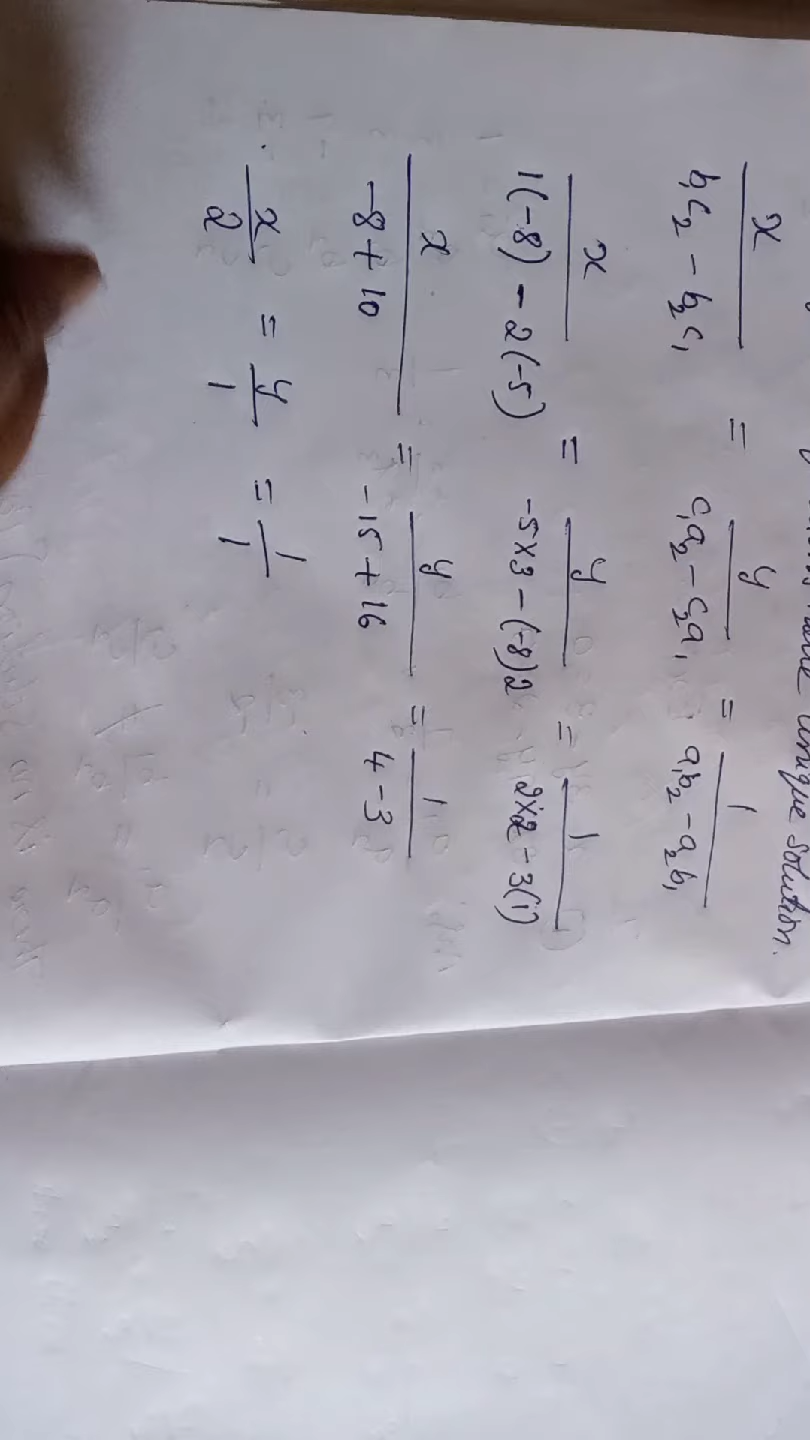 unique solution.
x/(b₁c₂ - b₂c₁) = y/(c₁a₂ - c₂a₁) = 1/(a₁b₂ - a₂b₁)
x/(1(-8) - 2(-5)) = y/(-5×3 - (-8)2) = 1/(2×2 - 3(1))
x/(-8 + 10) = y/(-15 + 16) = 1/(4 - 3)
x/2 = y/1 = 1/1